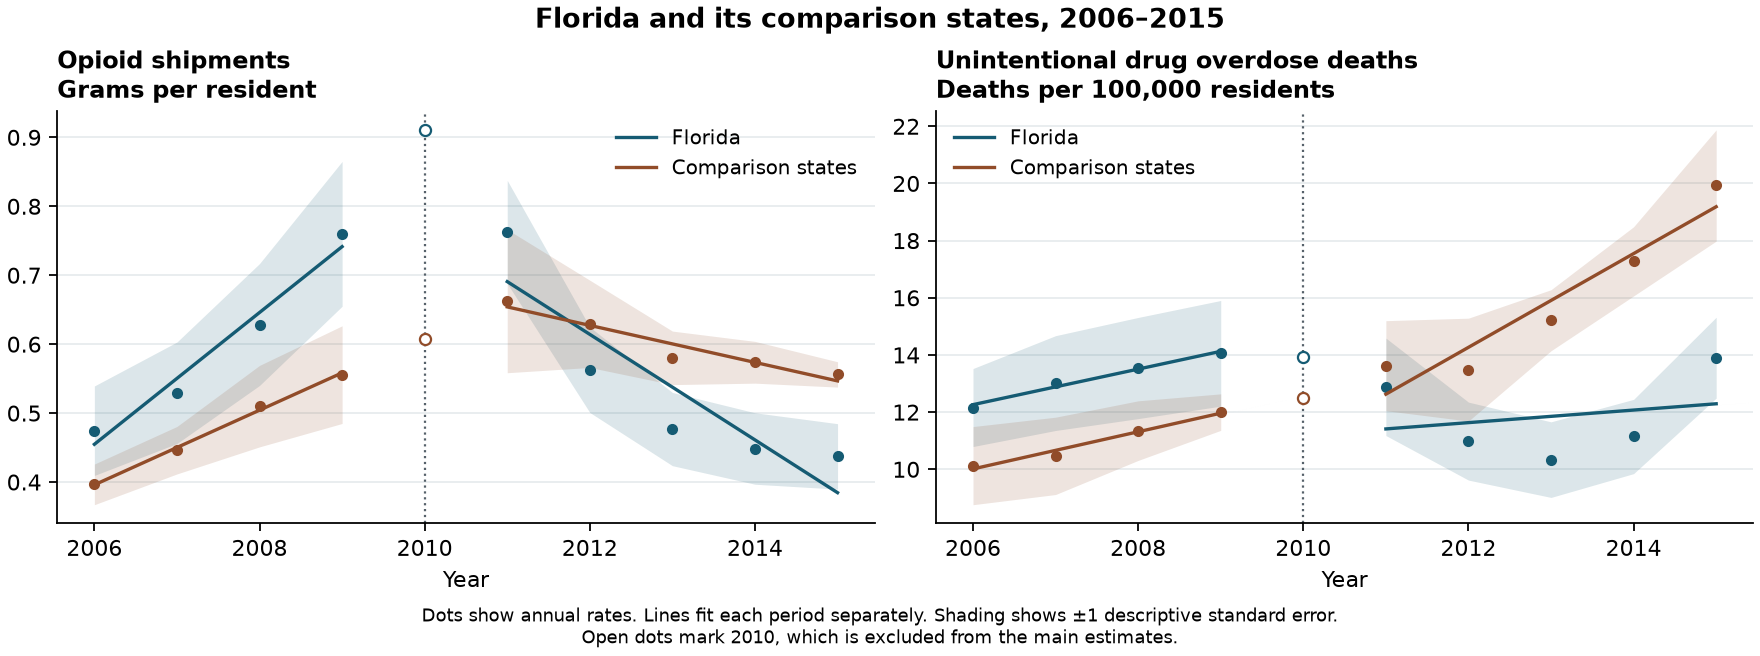 Florida and its comparison states, 2006–2015
Opioid shipments
Grams per resident
0.9
0.8
0.7
0.6
0.5
0.4
Florida
Comparison states
2006
2008
2010
2012
2014
Year
Unintentional drug overdose deaths
Deaths per 100,000 residents
22
20
18
16
14
12
10
Florida
Comparison states
2006
2008
2010
2012
2014
Year
Dots show annual rates. Lines fit each period separately. Shading shows ±1 descriptive standard error.
Open dots mark 2010, which is excluded from the main estimates.